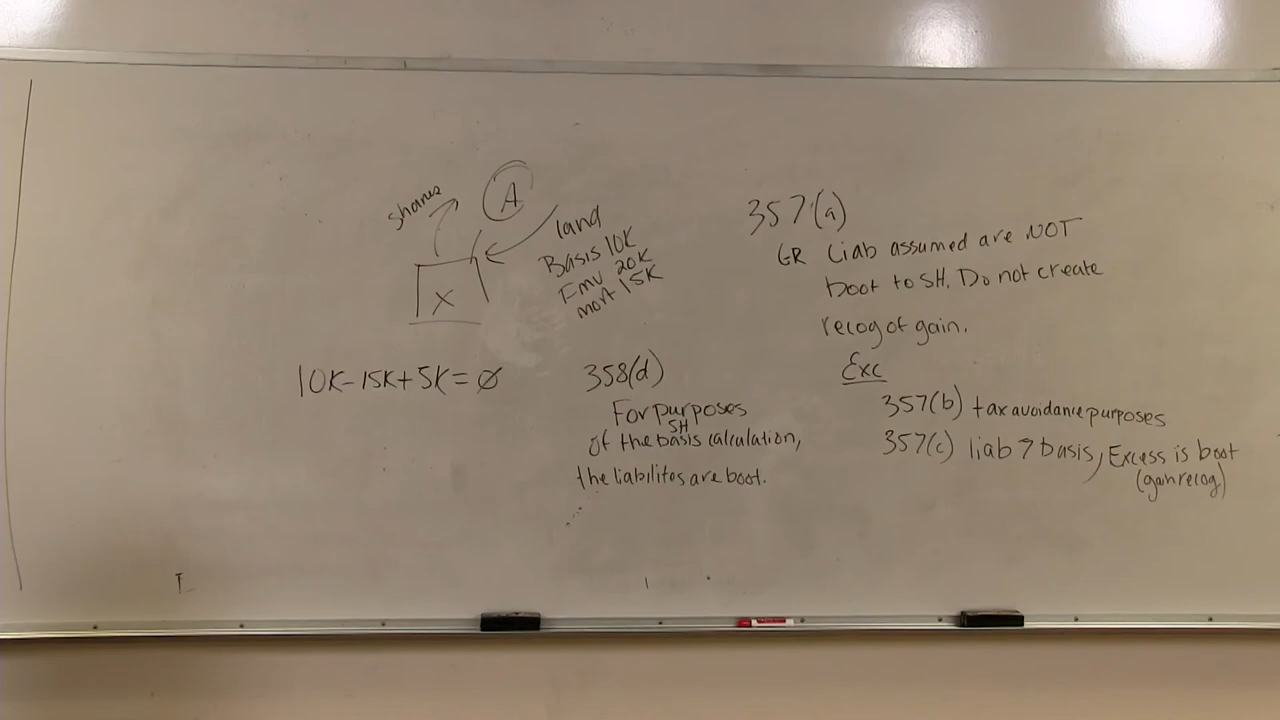 shares
A
land
Basis 10K
Fmv 20K
mort 15K
X
10K-15K+5K=∅
358(d)
For purposes
SH
of the basis calculation,
the liabilites are boot.
357(a)
GR Liab assumed are NOT
boot to SH. Do not create
recog of gain.
Exc
357(b) tax avoidance purposes
357(c) liab > basis, Excess is boot
(gain recog)